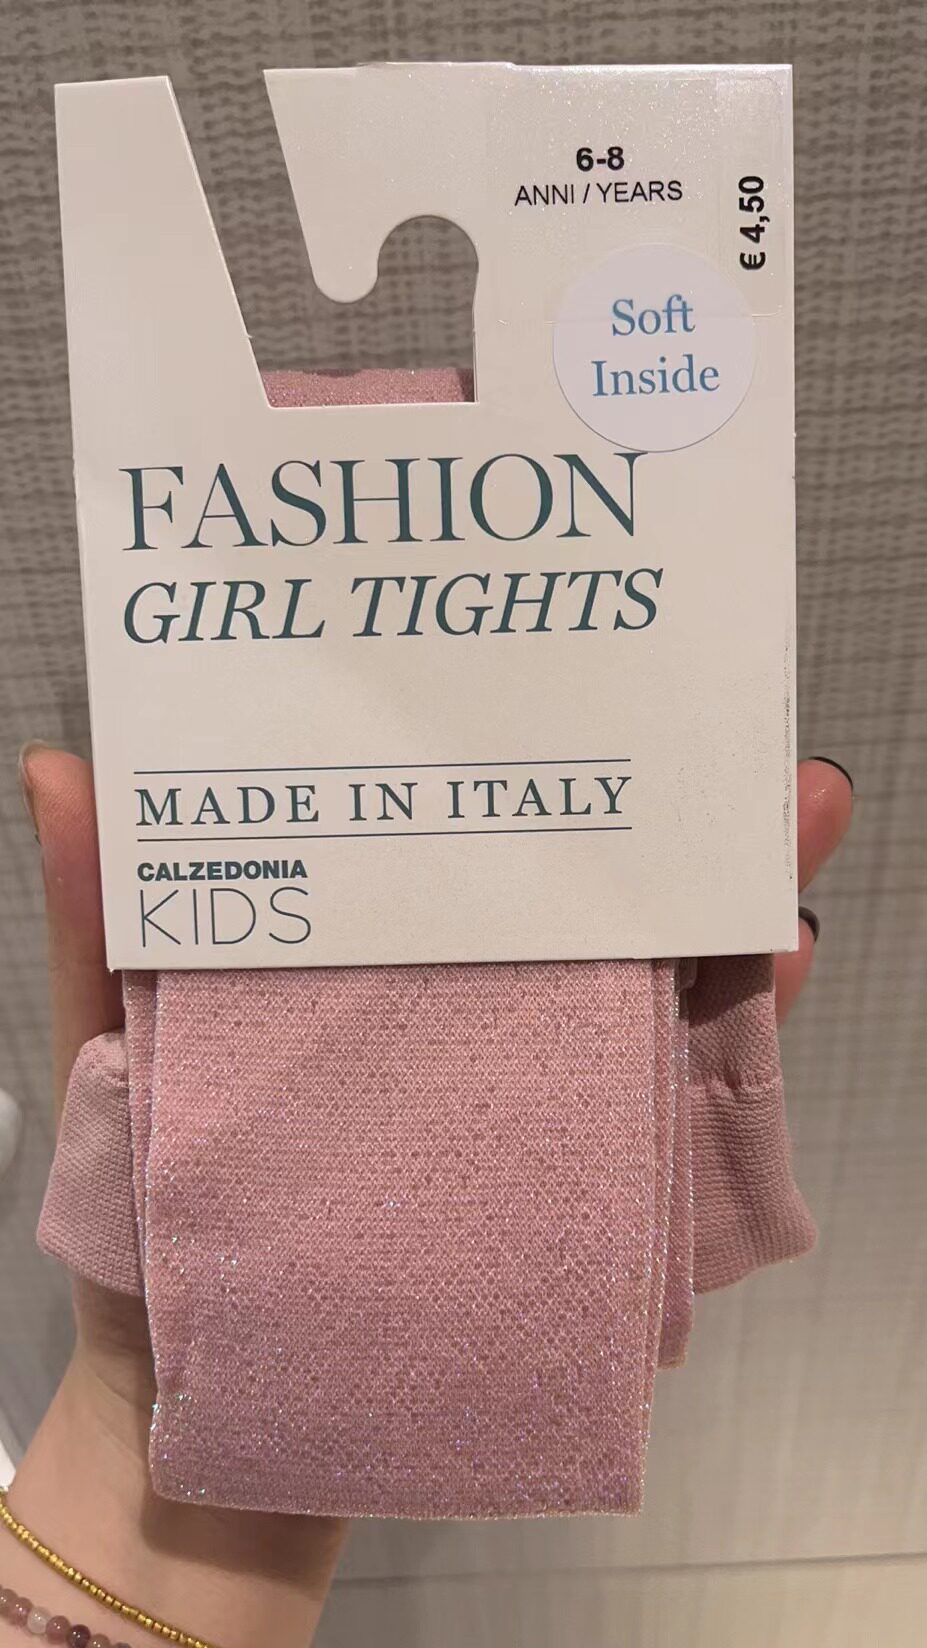 6-8
ANNI / YEARS
€ 4,50
Soft
Inside
FASHION
GIRL TIGHTS
MADE IN ITALY
CALZEDONIA
KIDS